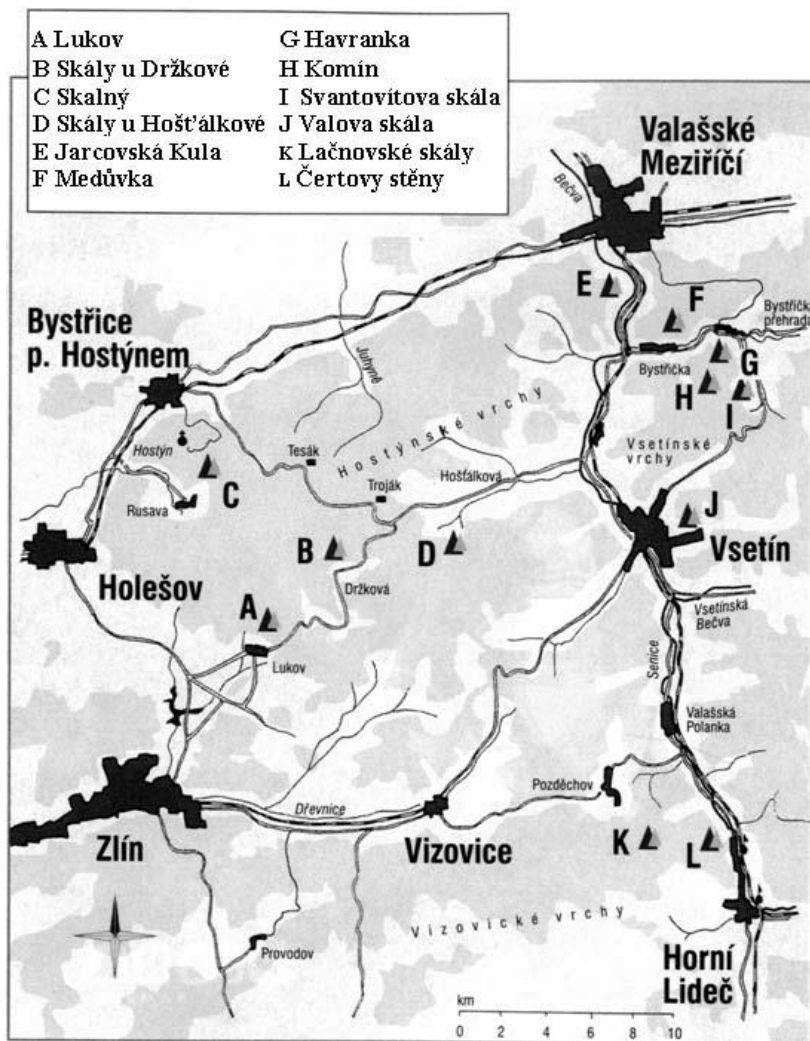 A Lukov
B Skály u Držkové
C Skalný
D Skály u Hošťálkové
E Jarcovská Kula
F Medůvka
G Havranka
H Komín
I Svantovítova skála
J Valova skála
K Lačnovské skály
L Čertovy stěny
Valašské
Meziříčí
Bečva
E
F
Bystřička
přehrada
Bystřice
p. Hostýnem
Juhyně
Bystřička
G
H
I
Hostýnské vrchy
Vsetínské
vrchy
Hostýn
Tesák
C
Troják
Hošťálková
Rusava
J
B
D
Vsetín
Holešov
Držková
A
Vsetínská
Bečva
Lukov
Senice
Valašská
Polanka
Pozděchov
Dřevnice
Zlín
Vizovice
K
L
Vizovické vrchy
Provodov
Horní
Lideč
km
0 2 4 6 8 10